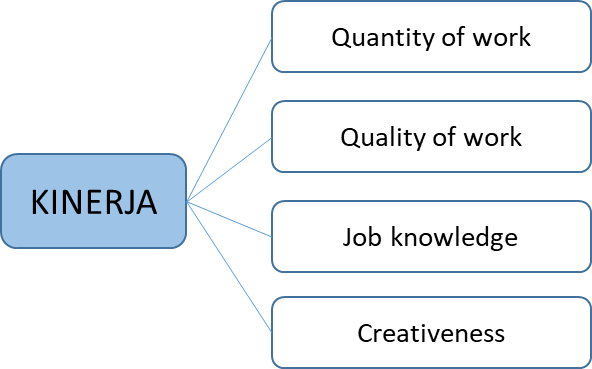 KINERJA
Quantity of work
Quality of work
Job knowledge
Creativeness